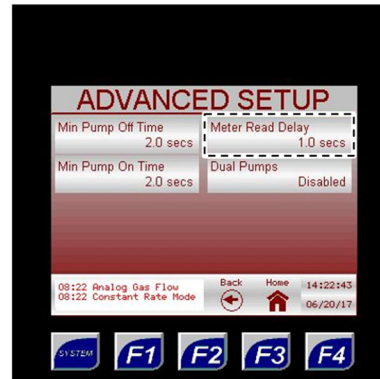 ADVANCED SETUP
Min Pump Off Time
2.0 secs
Meter Read Delay
1.0 secs
Min Pump On Time
2.0 secs
Dual Pumps
Disabled
08:22 Analog Gas Flow
08:22 Constant Rate Mode
Back
Home
14:22:43
06/20/17
SYSTEM
F1
F2
F3
F4